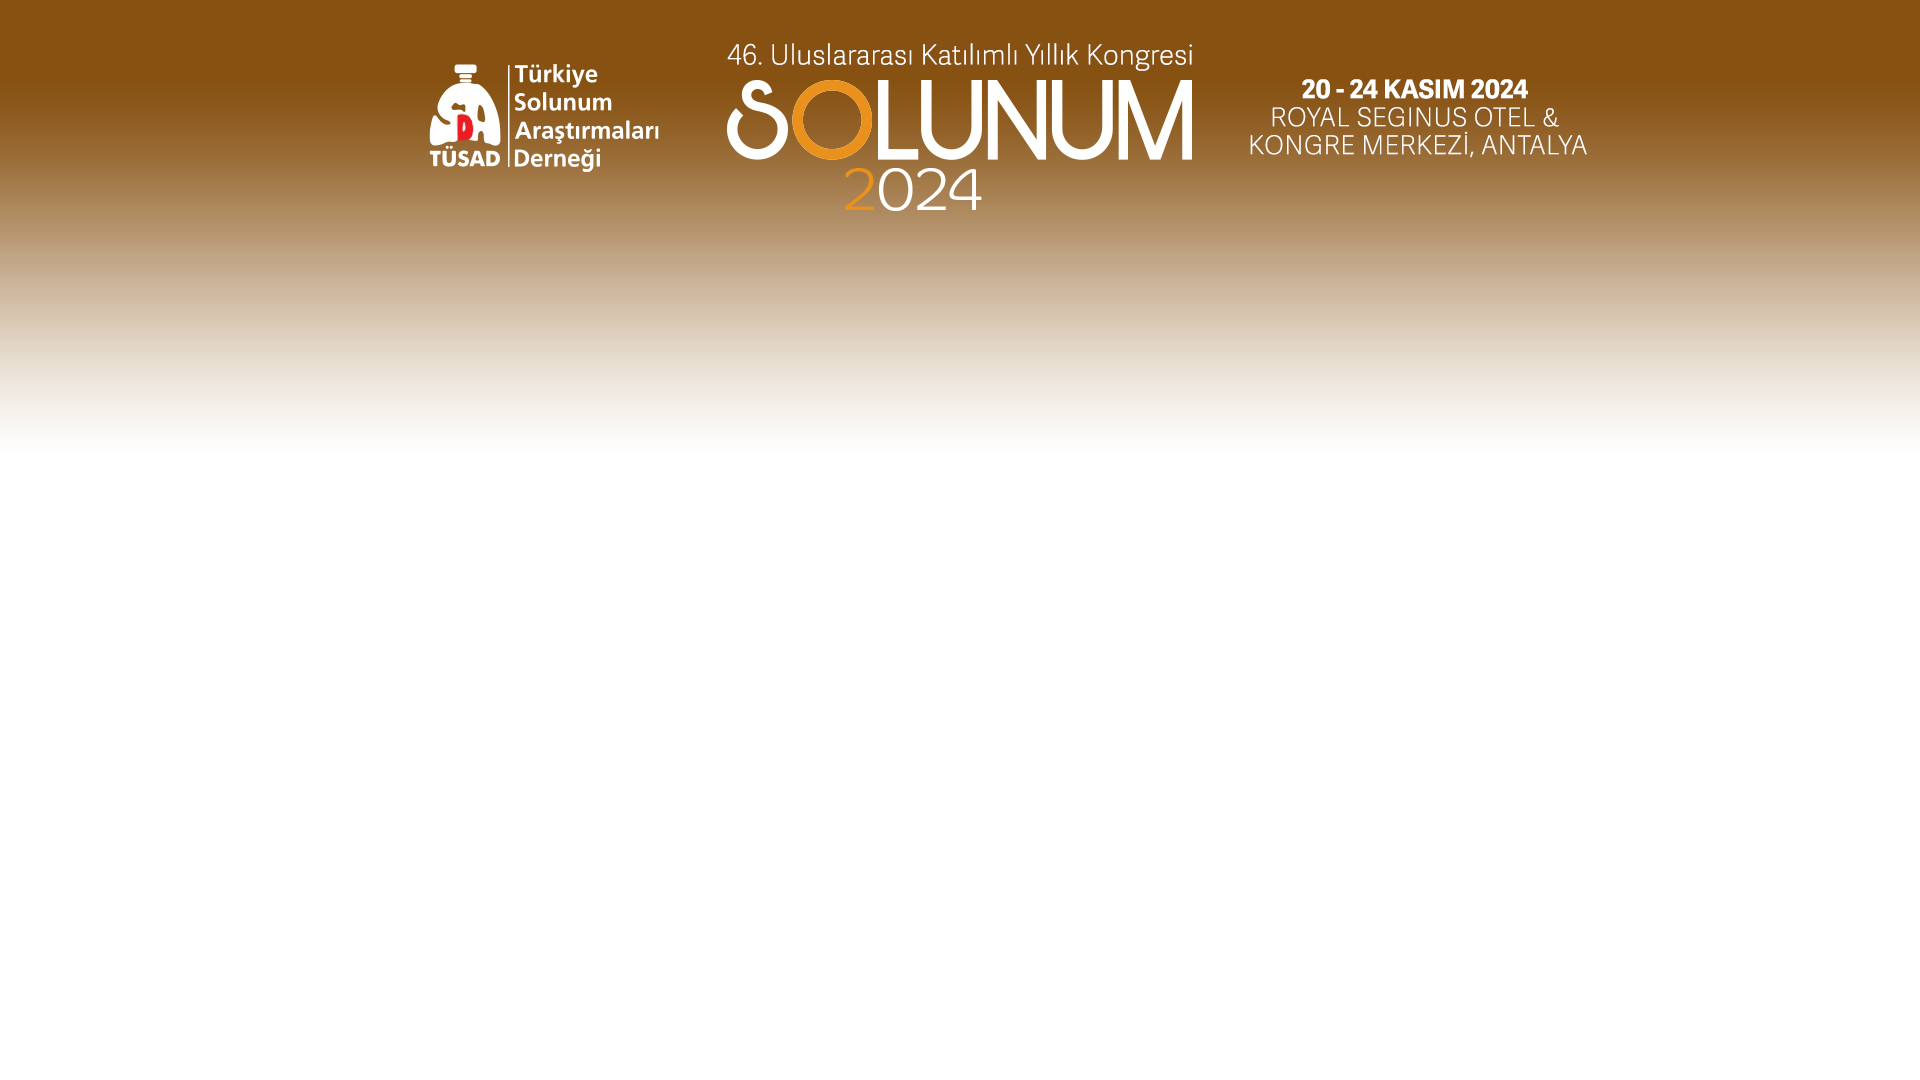 TÜSAD
Türkiye
Solunum
Araştırmaları
Derneği
46. Uluslararası Katılımlı Yıllık Kongresi
SOLUNUM
2024
20 - 24 KASIM 2024
ROYAL SEGINUS OTEL &
KONGRE MERKEZİ, ANTALYA